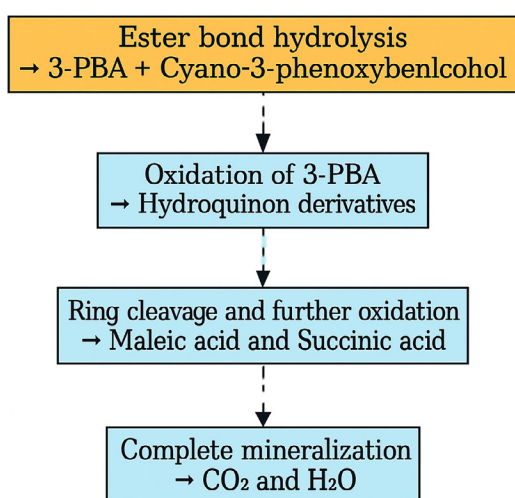 Ester bond hydrolysis
→ 3-PBA + Cyano-3-phenoxybenlcohol
Oxidation of 3-PBA
→ Hydroquinon derivatives
Ring cleavage and further oxidation
→ Maleic acid and Succinic acid
Complete mineralization
→ CO₂ and H₂O